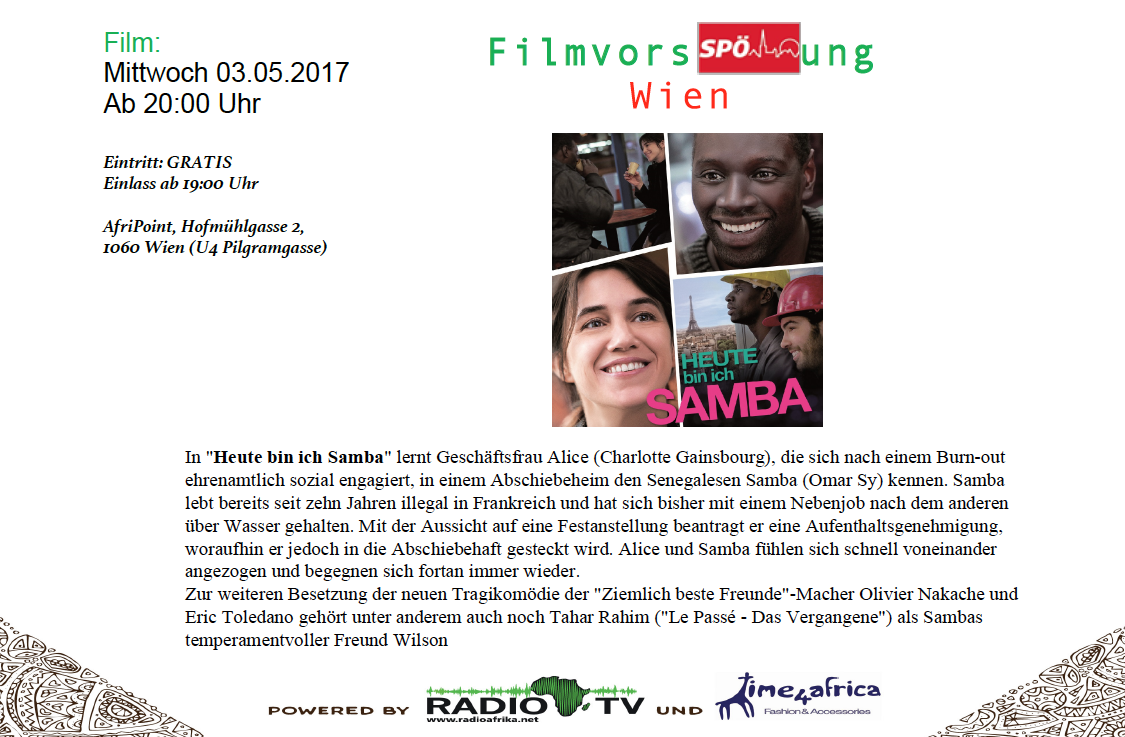 Film:
Mittwoch 03.05.2017
Ab 20:00 Uhr
Filmvors SPÖ ung
Wien
Eintritt: GRATIS
Einlass ab 19:00 Uhr
AfriPoint, Hofmühlgasse 2,
1060 Wien (U4 Pilgramgasse)
HEUTE
bin ich
SAMBA
In "Heute bin ich Samba" lernt Geschäftsfrau Alice (Charlotte Gainsbourg), die sich nach einem Burn-out
ehrenamtlich sozial engagiert, in einem Abschiebeheim den Senegalesen Samba (Omar Sy) kennen. Samba
lebt bereits seit zehn Jahren illegal in Frankreich und hat sich bisher mit einem Nebenjob nach dem anderen
über Wasser gehalten. Mit der Aussicht auf eine Festanstellung beantragt er eine Aufenthaltsgenehmigung,
woraufhin er jedoch in die Abschiebehaft gesteckt wird. Alice und Samba fühlen sich schnell voneinander
angezogen und begegnen sich fortan immer wieder.
Zur weiteren Besetzung der neuen Tragikomödie der "Ziemlich beste Freunde"-Macher Olivier Nakache und
Eric Toledano gehört unter anderem auch noch Tahar Rahim ("Le Passé - Das Vergangene") als Sambas
temperamentvoller Freund Wilson
POWERED BY RADIO TV UND Time4africa
www.radioafrika.net
Fashion & Accessories